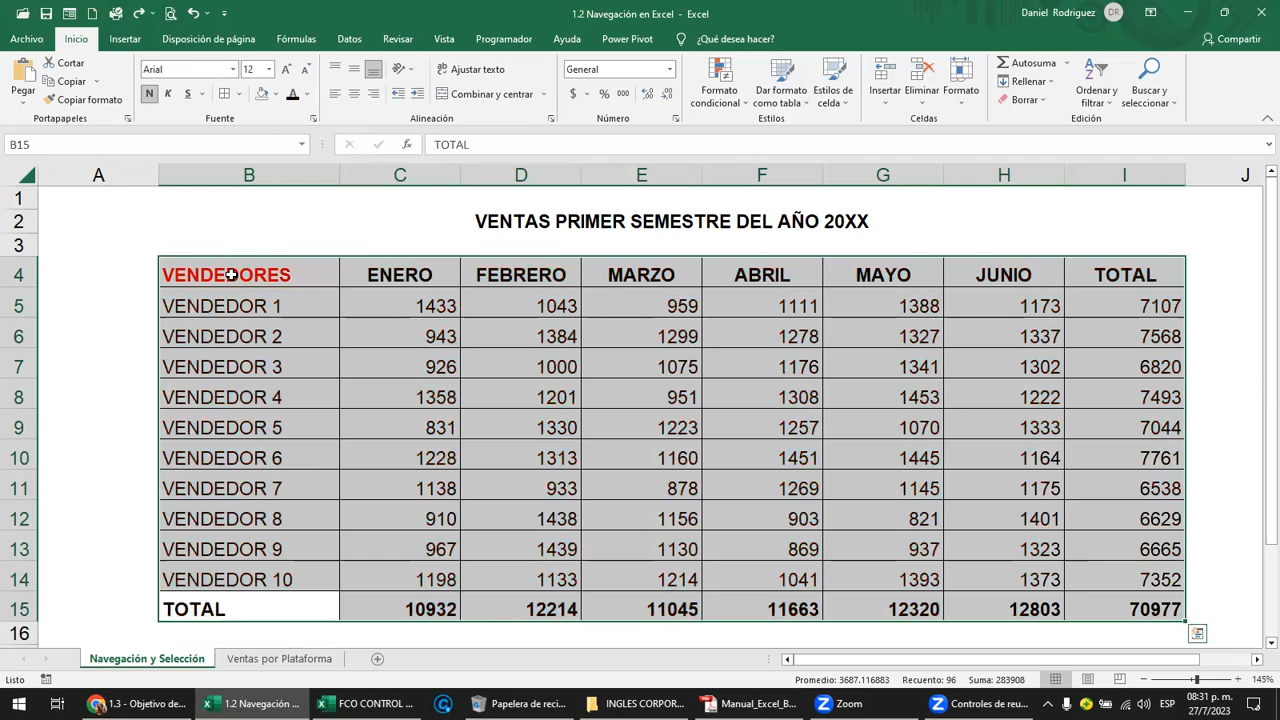 1.2 Navegación en Excel - Excel
Daniel Rodriguez
DR
Archivo Inicio Insertar Disposición de página Fórmulas Datos Revisar Vista Programador Ayuda Power Pivot ¿Qué desea hacer? Compartir
Pegar
Cortar
Copiar
Copiar formato
Portapapeles
Arial 12
N K S
Fuente
Ajustar texto
Combinar y centrar
Alineación
General
$ % 000
Número
Formato condicional
Dar formato como tabla
Estilos de celda
Estilos
Insertar Eliminar Formato
Celdas
Autosuma
Rellenar
Borrar
Ordenar y filtrar
Buscar y seleccionar
Edición
B15 fx TOTAL
A B C D E F G H I J
1
2 VENTAS PRIMER SEMESTRE DEL AÑO 20XX
3
4 VENDEDORES ENERO FEBRERO MARZO ABRIL MAYO JUNIO TOTAL
5 VENDEDOR 1 1433 1043 959 1111 1388 1173 7107
6 VENDEDOR 2 943 1384 1299 1278 1327 1337 7568
7 VENDEDOR 3 926 1000 1075 1176 1341 1302 6820
8 VENDEDOR 4 1358 1201 951 1308 1453 1222 7493
9 VENDEDOR 5 831 1330 1223 1257 1070 1333 7044
10 VENDEDOR 6 1228 1313 1160 1451 1445 1164 7761
11 VENDEDOR 7 1138 933 878 1269 1145 1175 6538
12 VENDEDOR 8 910 1438 1156 903 821 1401 6629
13 VENDEDOR 9 967 1439 1130 869 937 1323 6665
14 VENDEDOR 10 1198 1133 1214 1041 1393 1373 7352
15 TOTAL 10932 12214 11045 11663 12320 12803 70977
16
Navegación y Selección Ventas por Plataforma
Listo Promedio: 3687.116883 Recuento: 96 Suma: 283908 145%
1.3 - Objetivo de... 1.2 Navegación ... FCO CONTROL ... Papelera de reci... INGLES CORPOR... Manual_Excel_B... Zoom Controles de reu... ESP 08:31 p. m.
27/7/2023